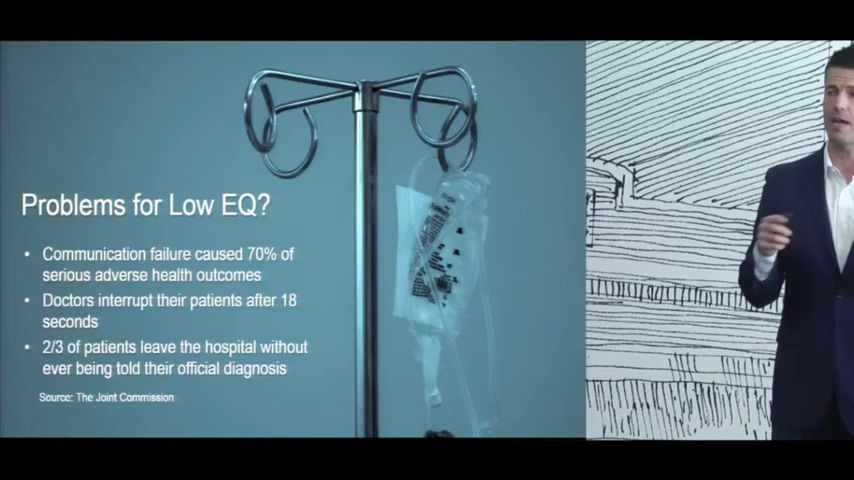 Problems for Low EQ?
• Communication failure caused 70% of
serious adverse health outcomes
• Doctors interrupt their patients after 18
seconds
• 2/3 of patients leave the hospital without
ever being told their official diagnosis
Source: The Joint Commission